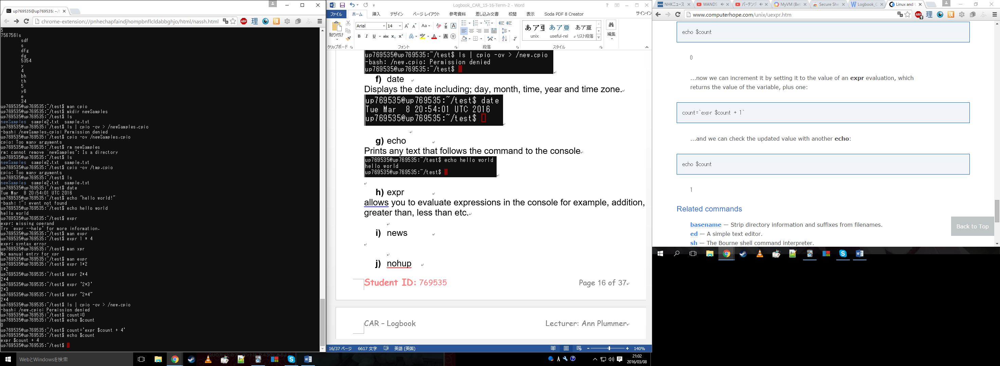 up769535@up769535: ~/t
chrome-extension://pnhechapfaindjhompbnflcldabbghjo/html/nassh.html
5
756756ls
sdf
s
dfg
dg
5354
y
4
bh
th
5
y6
e
34
up769535@up769535:~/test$ man cpio
up769535@up769535:~/test$ mkdir newSamples
up769535@up769535:~/test$ ls
newSamples  sample2.txt  sample.txt
up769535@up769535:~/test$ ls | cpio -ov > /newSamples.cpio
-bash: /newSamples.cpio: Permission denied
up769535@up769535:~/test$ cpio -ov /newSamples.cpio
cpio: Too many arguments
up769535@up769535:~/test$ rm newSamples
rm: cannot remove `newSamples': Is a directory
up769535@up769535:~/test$ ls
newSamples  sample2.txt  sample.txt
up769535@up769535:~/test$ cpio -ov /tmp.cpio
cpio: Too many arguments
up769535@up769535:~/test$ ls
newSamples  sample2.txt  sample.txt
up769535@up769535:~/test$ date
Tue Mar  8 20:54:01 UTC 2016
up769535@up769535:~/test$ echo "hello world!"
-bash: !": event not found
up769535@up769535:~/test$ echo hello world
hello world
up769535@up769535:~/test$ expr
expr: missing operand
Try `expr --help' for more information.
up769535@up769535:~/test$ man expr
up769535@up769535:~/test$ expr 1 * 4
expr: syntax error
up769535@up769535:~/test$ man xpr
No manual entry for xpr
up769535@up769535:~/test$ man expr
up769535@up769535:~/test$ expr 1*2
1*2
up769535@up769535:~/test$ expr 2*4
2*4
up769535@up769535:~/test$ expr '2*3'
2*3
up769535@up769535:~/test$ expr "2*4"
2*4
up769535@up769535:~/test$ ls | cpio -ov > /new.cpio
-bash: /new.cpio: Permission denied
up769535@up769535:~/test$ count=0
up769535@up769535:~/test$ echo $count
0
up769535@up769535:~/test$ count='expr $count + 4'
up769535@up769535:~/test$ echo $count
expr $count + 4
up769535@up769535:~/test$
WebとWindowsを検索
Logbook_CAR_15-16-Term-2 - Word
ファイル ホーム 挿入 デザイン ページ レイアウト 参考資料 差し込み文書 校閲 表示 Soda PDF 8 Creator サインイン
貼り付け
Arial 14
クリップボード フォント 段落 スタイル
unix useful-rel リスト段落
編集
up769535@up769535:~/test$ ls | cpio -ov > /new.cpio
-bash: /new.cpio: Permission denied
up769535@up769535:~/test$
f) date
Displays the date including; day, month, time, year and time zone.
up769535@up769535:~/test$ date
Tue Mar  8 20:54:01 UTC 2016
up769535@up769535:~/test$
g) echo
Prints any text that follows the command to the console
up769535@up769535:~/test$ echo hello world
hello world
up769535@up769535:~/test$
h) expr
allows you to evaluate expressions in the console for example, addition,
greater than, less than etc.
i) news
j) nohup
Student ID: 769535 Page 16 of 37
CAR – Logbook Lecturer: Ann Plummer
16/37 ページ 6617 文字 英語 (英国) 140%
21:02
2016/03/08
NHKニュース WANDS バーテンダ MyVM (Bet Secure She Logbook_C Linux and U
www.computerhope.com/unix/uexpr.htm
echo $count
0
...now we can increment it by setting it to the value of an expr evaluation, which
returns the value of the variable, plus one:
count=`expr $count + 1`
...and we can check the updated value with another echo:
echo $count
1
Related commands
basename — Strip directory information and suffixes from filenames.
ed — A simple text editor.
sh — The Bourne shell command interpreter.
Back to Top